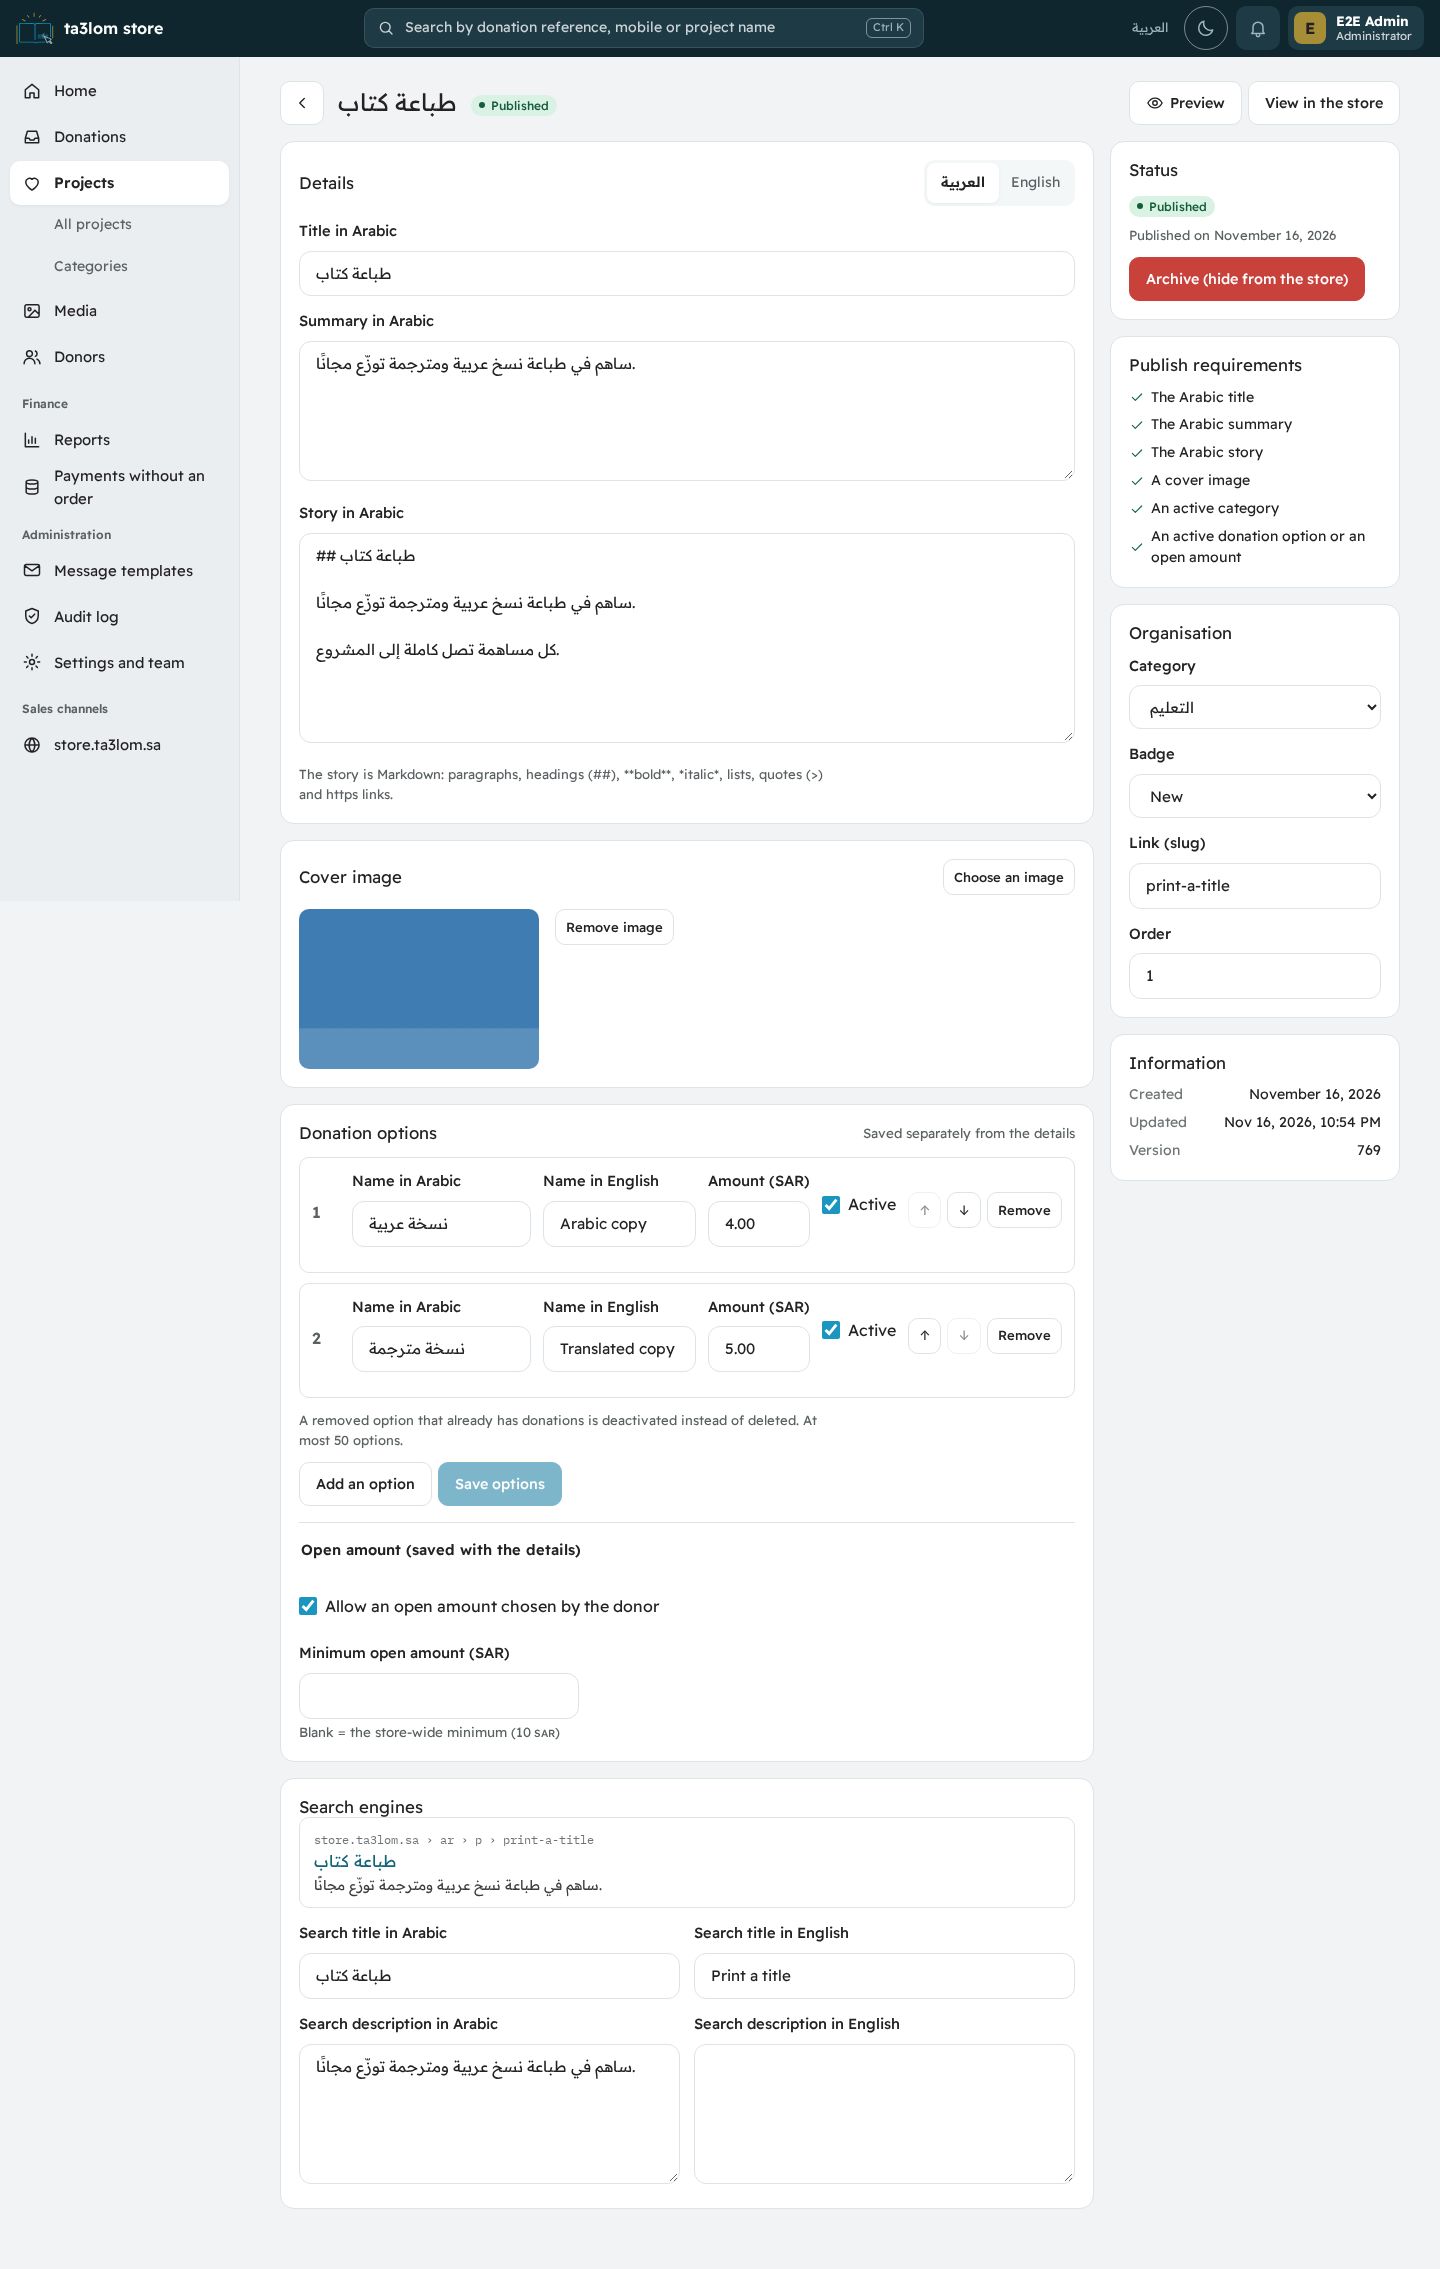 ta3lom store
Search by donation reference, mobile or project name
Ctrl K
العربية
E
E2E Admin
Administrator
Home
Donations
Projects
All projects
Categories
Media
Donors
Finance
Reports
Payments without an
order
Administration
Message templates
Audit log
Settings and team
Sales channels
store.ta3lom.sa
طباعة كتاب
Published
Preview
View in the store
Details
العربية
English
Title in Arabic
طباعة كتاب
Summary in Arabic
ساهم في طباعة نسخ عربية ومترجمة توزّع مجانًا.
Story in Arabic
## طباعة كتاب
ساهم في طباعة نسخ عربية ومترجمة توزّع مجانًا.
كل مساهمة تصل كاملة إلى المشروع.
The story is Markdown: paragraphs, headings (##), **bold**, *italic*, lists, quotes (>)
and https links.
Cover image
Choose an image
Remove image
Donation options
Saved separately from the details
1
Name in Arabic
نسخة عربية
Name in English
Arabic copy
Amount (SAR)
4.00
Active
↑
↓
Remove
2
Name in Arabic
نسخة مترجمة
Name in English
Translated copy
Amount (SAR)
5.00
Active
↑
↓
Remove
A removed option that already has donations is deactivated instead of deleted. At
most 50 options.
Add an option
Save options
Open amount (saved with the details)
Allow an open amount chosen by the donor
Minimum open amount (SAR)
Blank = the store-wide minimum (10 SAR)
Search engines
store.ta3lom.sa › ar › p › print-a-title
طباعة كتاب
ساهم في طباعة نسخ عربية ومترجمة توزّع مجانًا.
Search title in Arabic
طباعة كتاب
Search title in English
Print a title
Search description in Arabic
ساهم في طباعة نسخ عربية ومترجمة توزّع مجانًا.
Search description in English
Status
Published
Published on November 16, 2026
Archive (hide from the store)
Publish requirements
The Arabic title
The Arabic summary
The Arabic story
A cover image
An active category
An active donation option or an
open amount
Organisation
Category
التعليم
Badge
New
Link (slug)
print-a-title
Order
1
Information
Created
November 16, 2026
Updated
Nov 16, 2026, 10:54 PM
Version
769